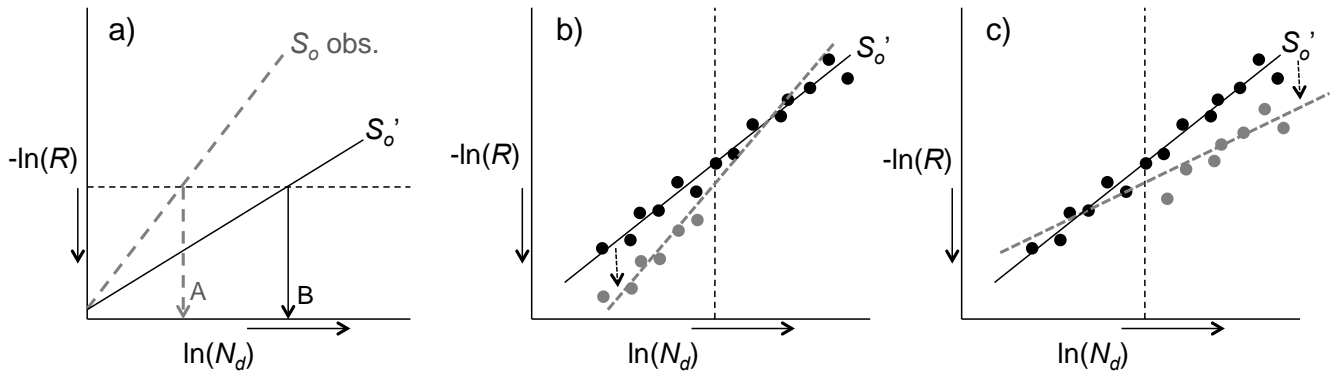 a)
S_o obs.
S_o'
-ln(R)
A
B
ln(N_d)
b)
S_o'
-ln(R)
ln(N_d)
c)
S_o'
-ln(R)
ln(N_d)